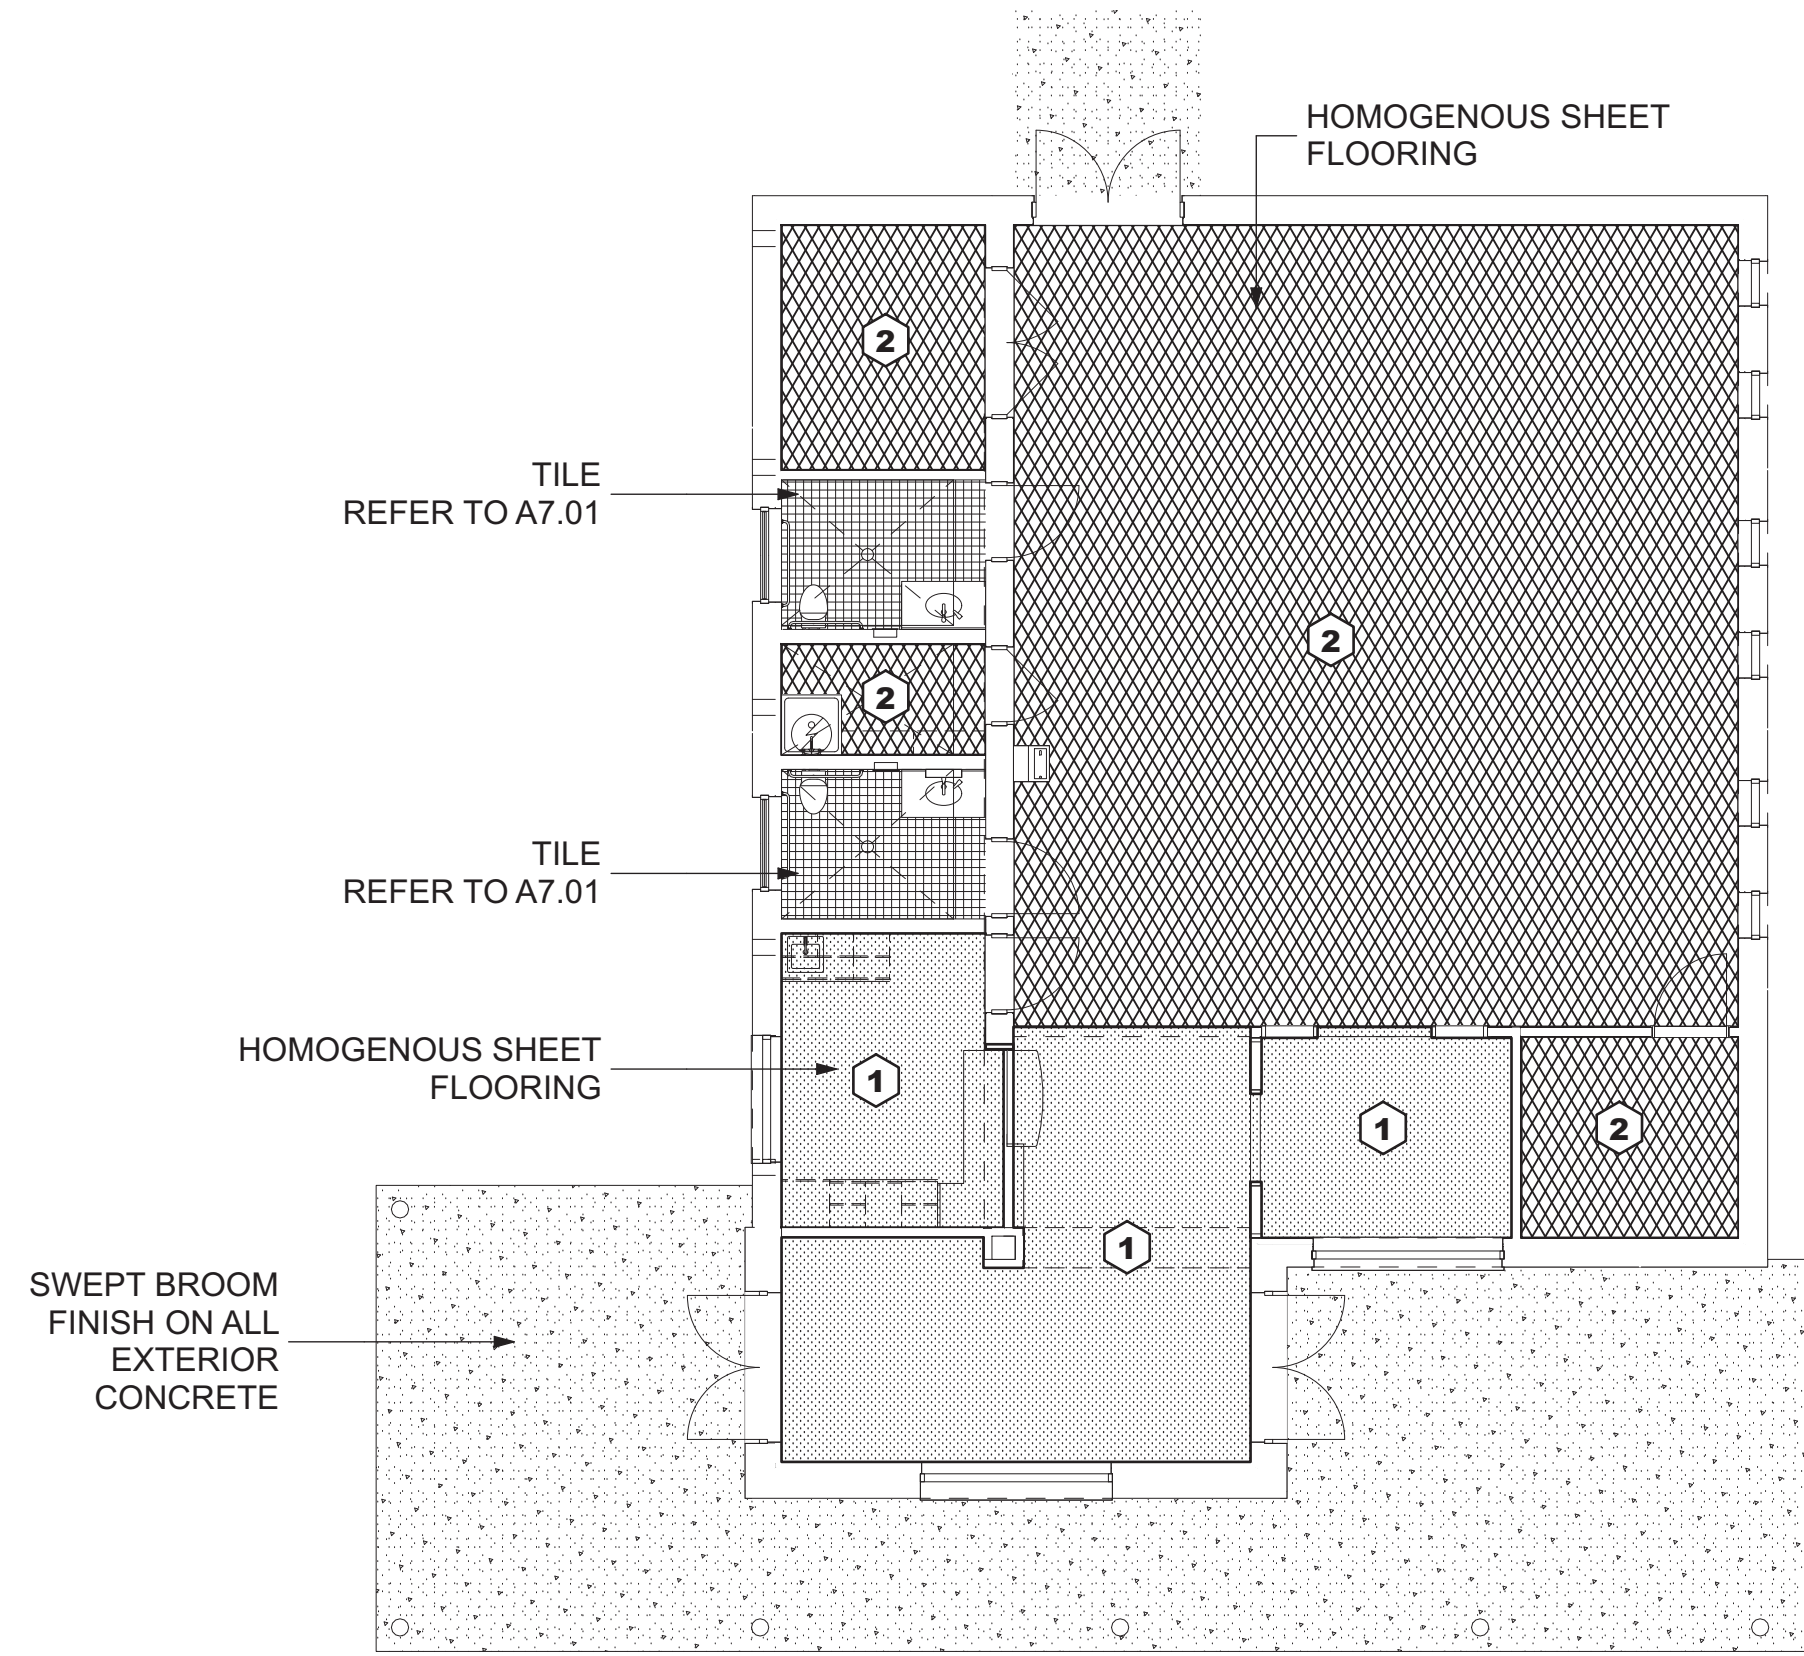 HOMOGENOUS SHEET
FLOORING
2
TILE
REFER TO A7.01
2
2
TILE
REFER TO A7.01
HOMOGENOUS SHEET
FLOORING
1
1
2
1
SWEPT BROOM
FINISH ON ALL
EXTERIOR
CONCRETE